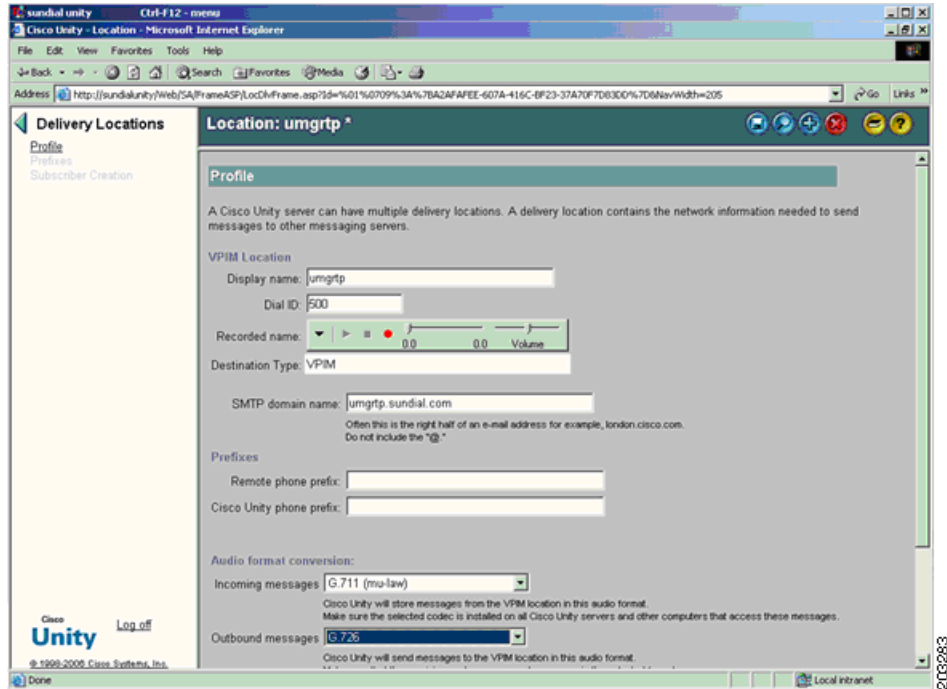 sundial unity Ctrl-F12 - menu
Cisco Unity - Location - Microsoft Internet Explorer
File Edit View Favorites Tools Help
Back Search Favorites Media
Address http://sundialunity/Web/SA/FrameASP/LocDlvFrame.asp?Id=%01%0709%3A%7BA2AFAFEE-607A-416C-BF23-37A70F7D83DD%7D&NavWidth=205 Go Links »
Delivery Locations
Profile
Prefixes
Subscriber Creation
Location: umgrtp *
Profile
A Cisco Unity server can have multiple delivery locations. A delivery location contains the network information needed to send
messages to other messaging servers.
VPIM Location
Display name: umgrtp
Dial ID: 500
Recorded name: 0.0 0.0 Volume
Destination Type: VPIM
SMTP domain name: umgrtp.sundial.com
Often this is the right half of an e-mail address for example, london.cisco.com.
Do not include the "@."
Prefixes
Remote phone prefix:
Cisco Unity phone prefix:
Audio format conversion:
Incoming messages G.711 (mu-law)
Cisco Unity will store messages from the VPIM location in this audio format.
Make sure the selected codec is installed on all Cisco Unity servers and other computers that access these messages.
Outbound messages G.726
Cisco Unity will send messages to the VPIM location in this audio format.
Cisco
Unity
Log off
© 1998-2006 Cisco Systems, Inc.
Done Local intranet
203283